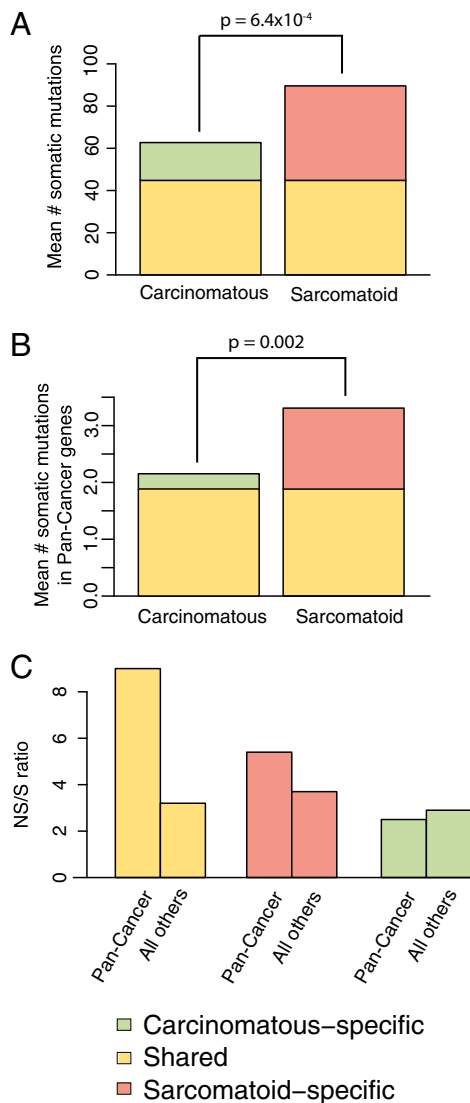 A
p = 6.4x10⁻⁴
Mean # somatic mutations
100
80
60
40
20
0
Carcinomatous
Sarcomatoid
B
p = 0.002
Mean # somatic mutations
in Pan-Cancer genes
3.0
2.0
1.0
0.0
Carcinomatous
Sarcomatoid
C
NS/S ratio
8
6
4
2
0
Pan-Cancer
All others
Pan-Cancer
All others
Pan-Cancer
All others
Carcinomatous−specific
Shared
Sarcomatoid−specific